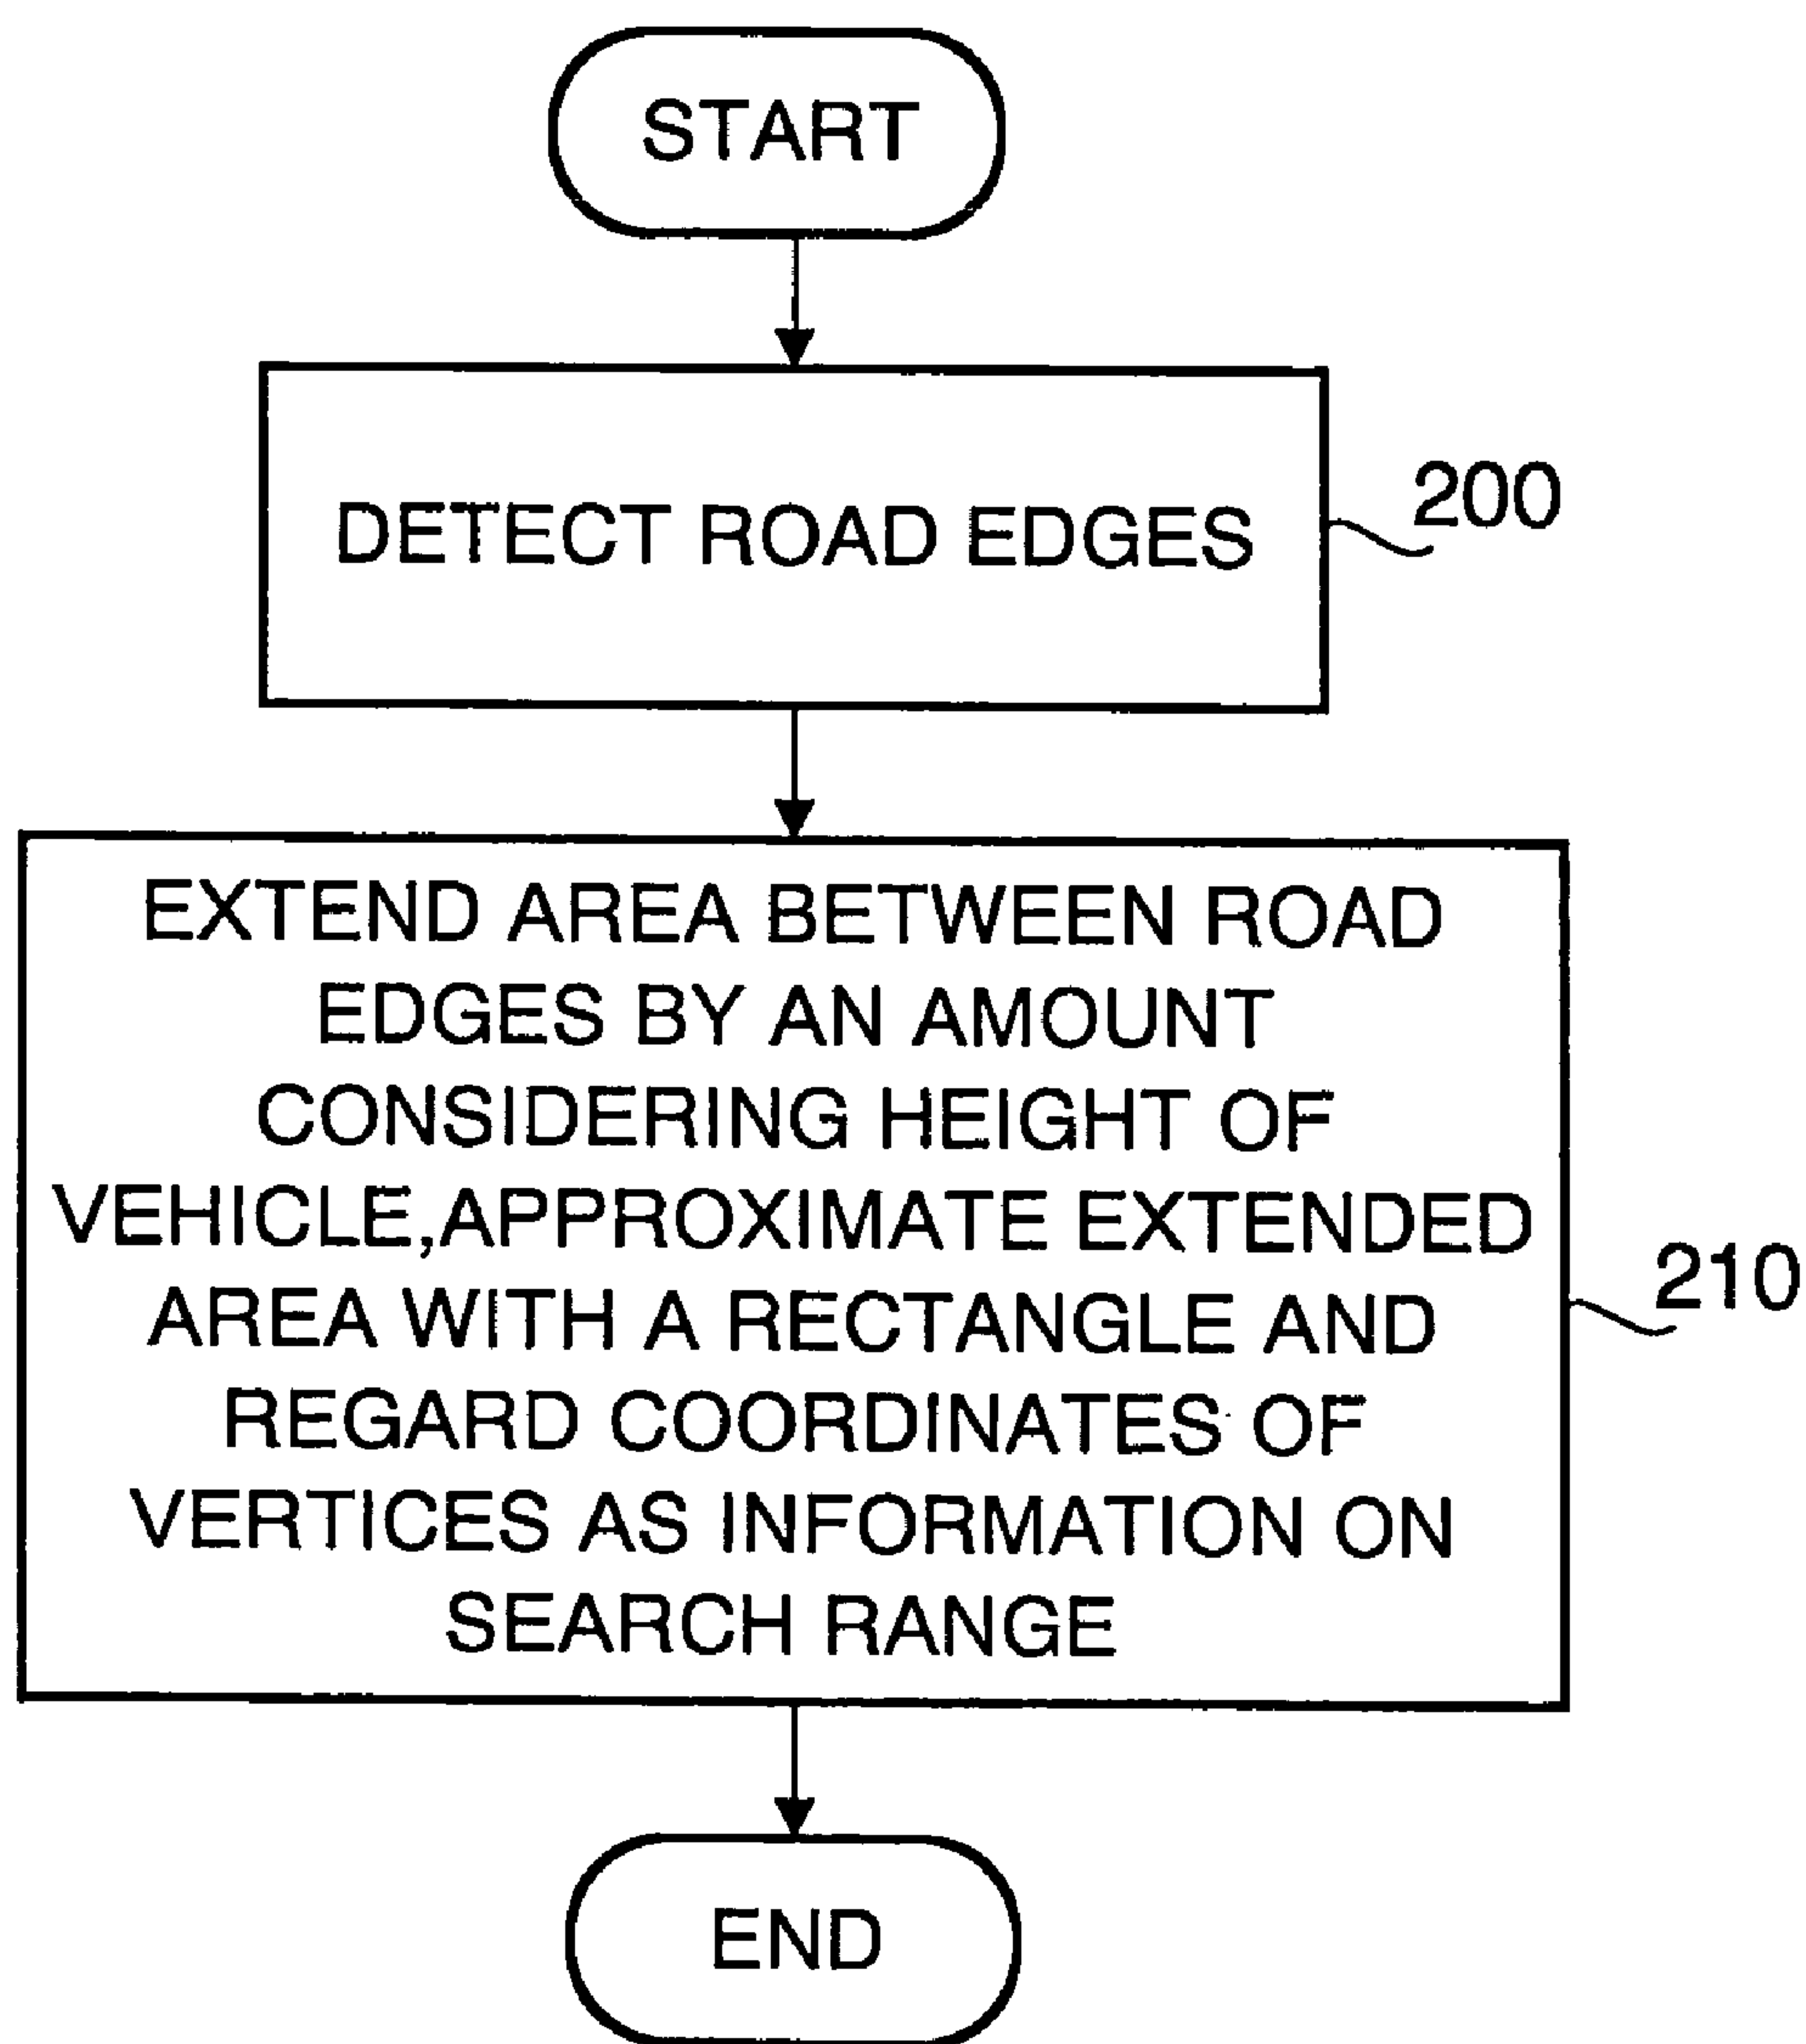 START
DETECT ROAD EDGES
200
EXTEND AREA BETWEEN ROAD
EDGES BY AN AMOUNT
CONSIDERING HEIGHT OF
VEHICLE,APPROXIMATE EXTENDED
AREA WITH A RECTANGLE AND
REGARD COORDINATES OF
VERTICES AS INFORMATION ON
SEARCH RANGE
210
END